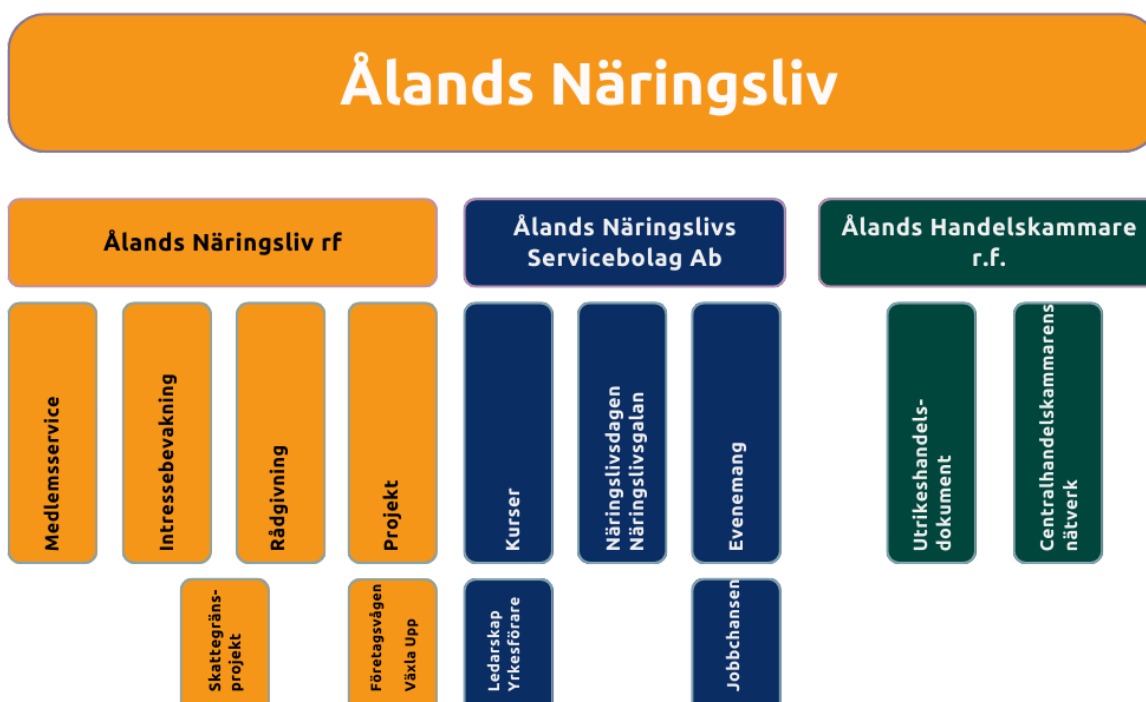 Ålands Näringsliv
Ålands Näringsliv rf
Ålands Näringslivs
Servicebolag Ab
Ålands Handelskammare
r.f.
Medlemsservice
Intressebevakning
Rådgivning
Projekt
Kurser
Näringslivsdagen
Näringslivsgalan
Evenemang
Utrikeshandels-
dokument
Centralhandelskammarens
nätverk
Skattegräns-
projekt
Företagsvågen
Växla Upp
Ledarskap
Yrkesförare
Jobbchansen